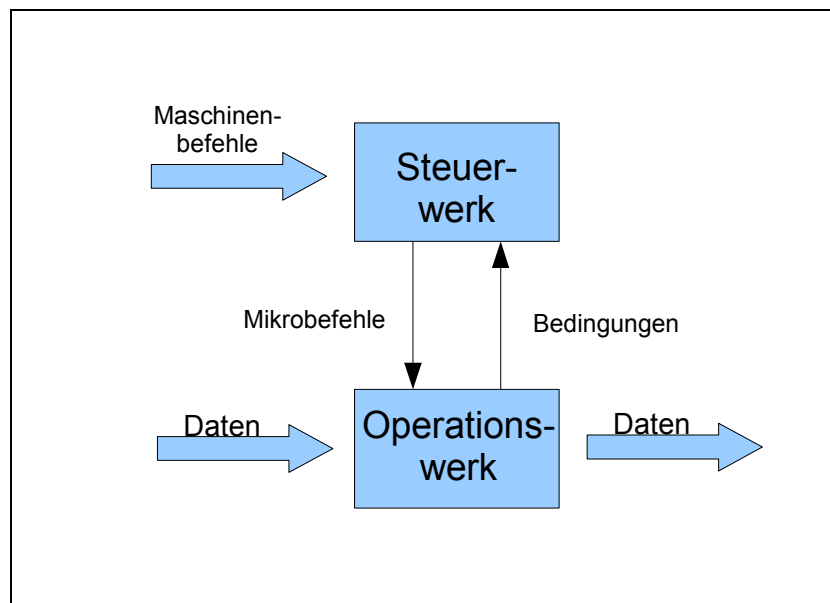 Maschinen-
befehle
Steuer-
werk
Mikrobefehle
Bedingungen
Daten
Operations-
werk
Daten